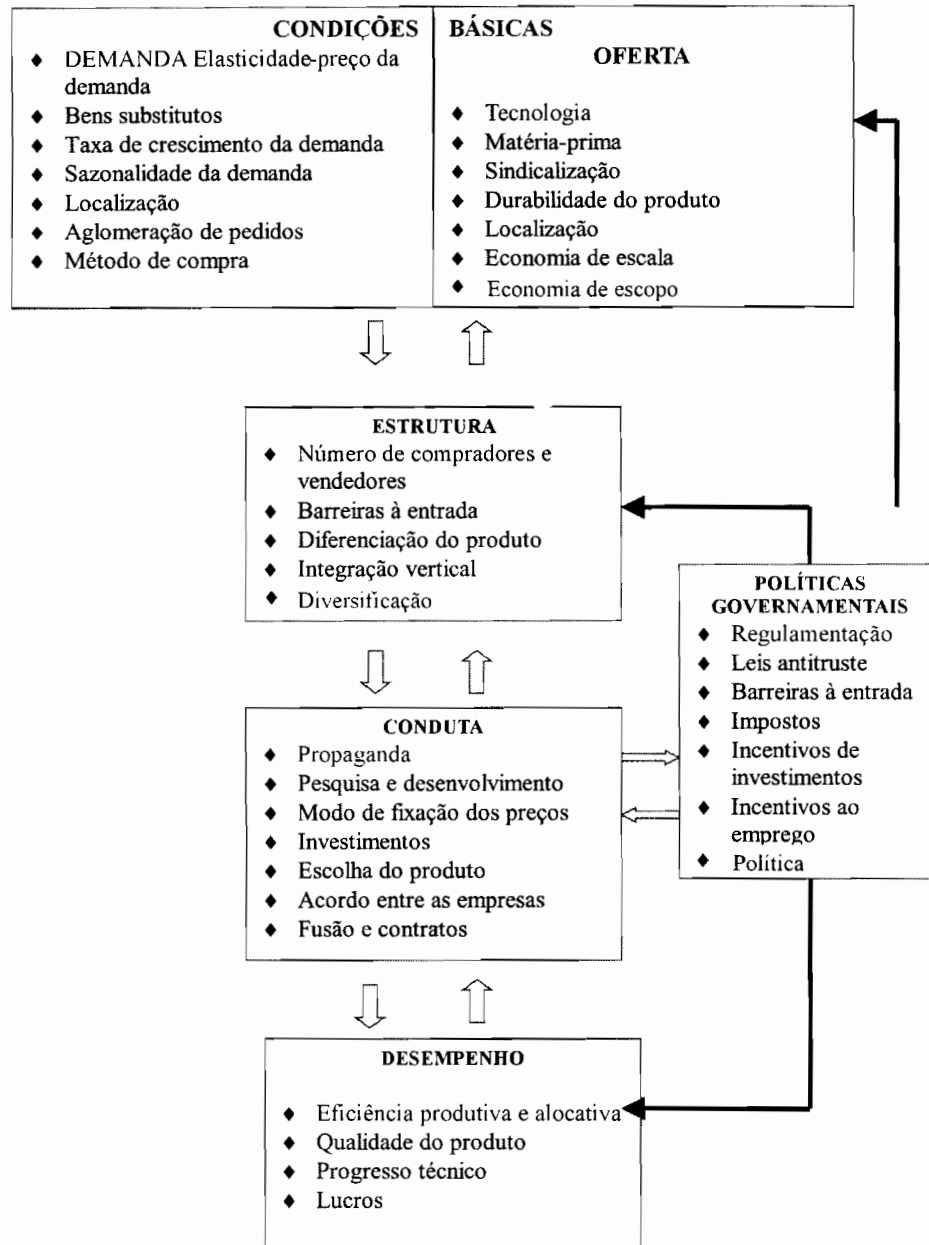 CONDIÇÕES BÁSICAS
♦ DEMANDA Elasticidade-preço da
demanda
♦ Bens substitutos
♦ Taxa de crescimento da demanda
♦ Sazonalidade da demanda
♦ Localização
♦ Aglomeração de pedidos
♦ Método de compra
OFERTA
♦ Tecnologia
♦ Matéria-prima
♦ Sindicalização
♦ Durabilidade do produto
♦ Localização
♦ Economia de escala
♦ Economia de escopo
ESTRUTURA
♦ Número de compradores e
vendedores
♦ Barreiras à entrada
♦ Diferenciação do produto
♦ Integração vertical
♦ Diversificação
POLÍTICAS
GOVERNAMENTAIS
♦ Regulamentação
♦ Leis antitruste
♦ Barreiras à entrada
♦ Impostos
♦ Incentivos de
investimentos
♦ Incentivos ao
emprego
♦ Política
CONDUTA
♦ Propaganda
♦ Pesquisa e desenvolvimento
♦ Modo de fixação dos preços
♦ Investimentos
♦ Escolha do produto
♦ Acordo entre as empresas
♦ Fusão e contratos
DESEMPENHO
♦ Eficiência produtiva e alocativa
♦ Qualidade do produto
♦ Progresso técnico
♦ Lucros